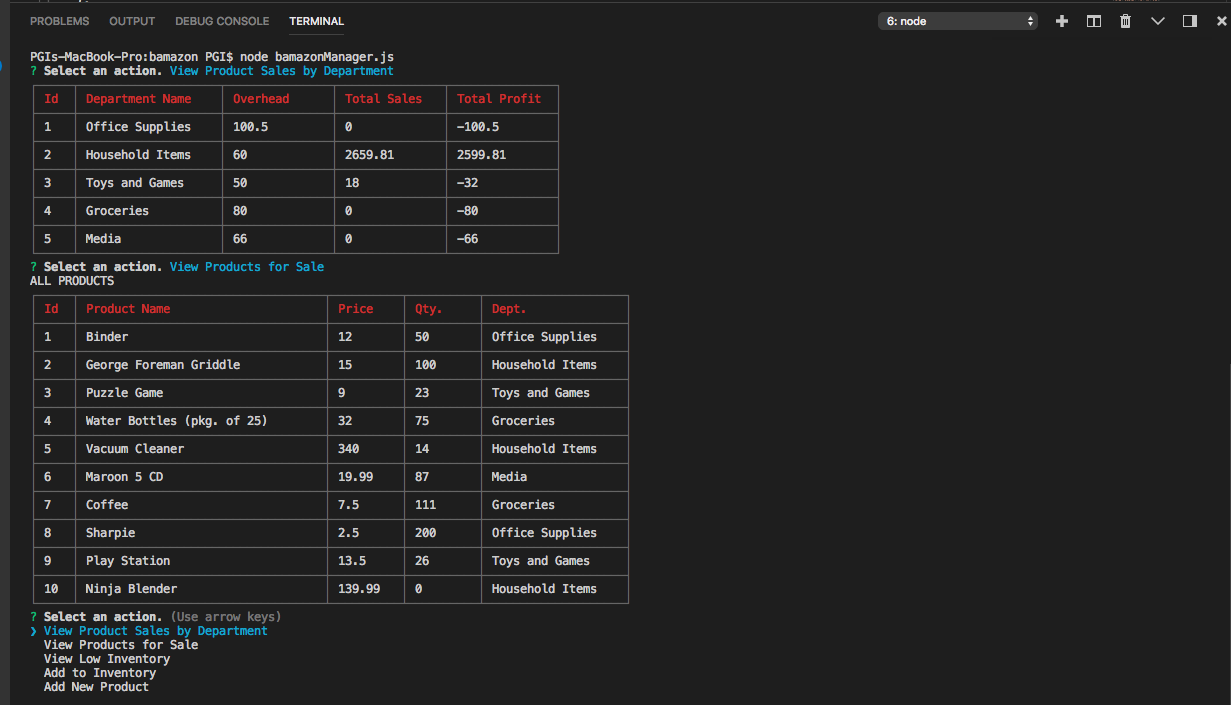 PROBLEMS OUTPUT DEBUG CONSOLE TERMINAL 6: node
PGIs-MacBook-Pro:bamazon PGI$ node bamazonManager.js
? Select an action. View Product Sales by Department
Id Department Name Overhead Total Sales Total Profit
1 Office Supplies 100.5 0 -100.5
2 Household Items 60 2659.81 2599.81
3 Toys and Games 50 18 -32
4 Groceries 80 0 -80
5 Media 66 0 -66
? Select an action. View Products for Sale
ALL PRODUCTS
Id Product Name Price Qty. Dept.
1 Binder 12 50 Office Supplies
2 George Foreman Griddle 15 100 Household Items
3 Puzzle Game 9 23 Toys and Games
4 Water Bottles (pkg. of 25) 32 75 Groceries
5 Vacuum Cleaner 340 14 Household Items
6 Maroon 5 CD 19.99 87 Media
7 Coffee 7.5 111 Groceries
8 Sharpie 2.5 200 Office Supplies
9 Play Station 13.5 26 Toys and Games
10 Ninja Blender 139.99 0 Household Items
? Select an action. (Use arrow keys)
❯ View Product Sales by Department
View Products for Sale
View Low Inventory
Add to Inventory
Add New Product